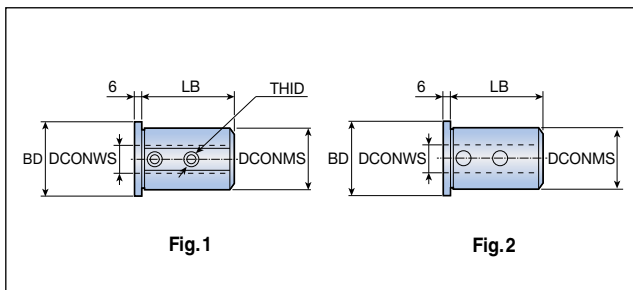 6 LB THID
BD DCONWS DCONMS
Fig.1
6 LB
BD DCONWS DCONMS
Fig.2